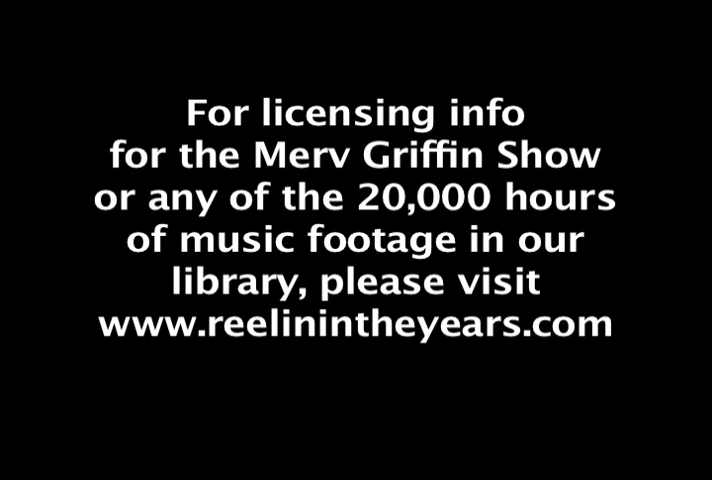 For licensing info
for the Merv Griffin Show
or any of the 20,000 hours
of music footage in our
library, please visit
www.reelinintheyears.com